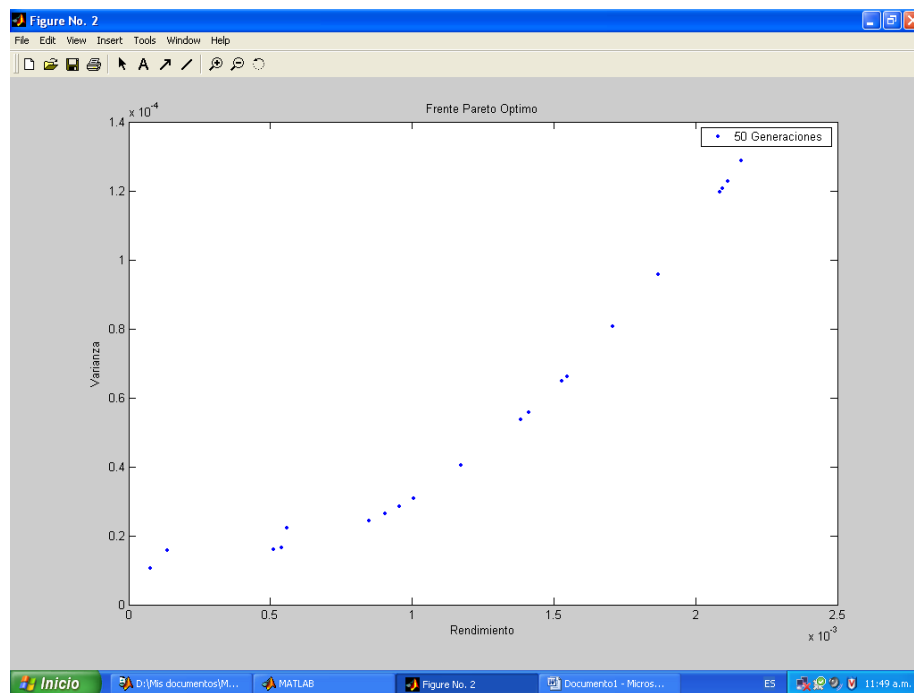 Figure No. 2
File Edit View Insert Tools Window Help
Frente Pareto Optimo
x 10^-4
50 Generaciones
1.4
1.2
1
0.8
0.6
0.4
0.2
0
Varianza
0 0.5 1 1.5 2 2.5
Rendimiento
x 10^-3
Inicio D:\Mis documentos\M... MATLAB Figure No. 2 Documento1 - Micros... ES 11:49 a.m.